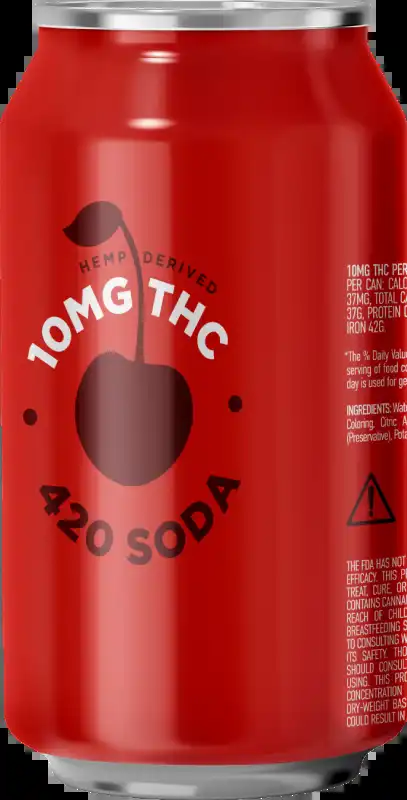 HEMP DERIVED
10MG THC
420 SODA
10MG THC PER
PER CAN: CALO
37MG, TOTAL CA
37G, PROTEIN 0
IRON 42G.
*The % Daily Valu
serving of food co
day is used for ge
INGREDIENTS: Wate
Coloring, Citric A
(Preservative), Pota
THE FDA HAS NOT
EFFICACY. THIS P
TREAT, CURE, OR
CONTAINS CANNA
REACH OF CHIL
BREASTFEEDING S
TO CONSULTING W
ITS SAFETY. THO
SHOULD CONSUL
USING. THIS PRO
CONCENTRATION
DRY-WEIGHT BAS
COULD RESULT IN